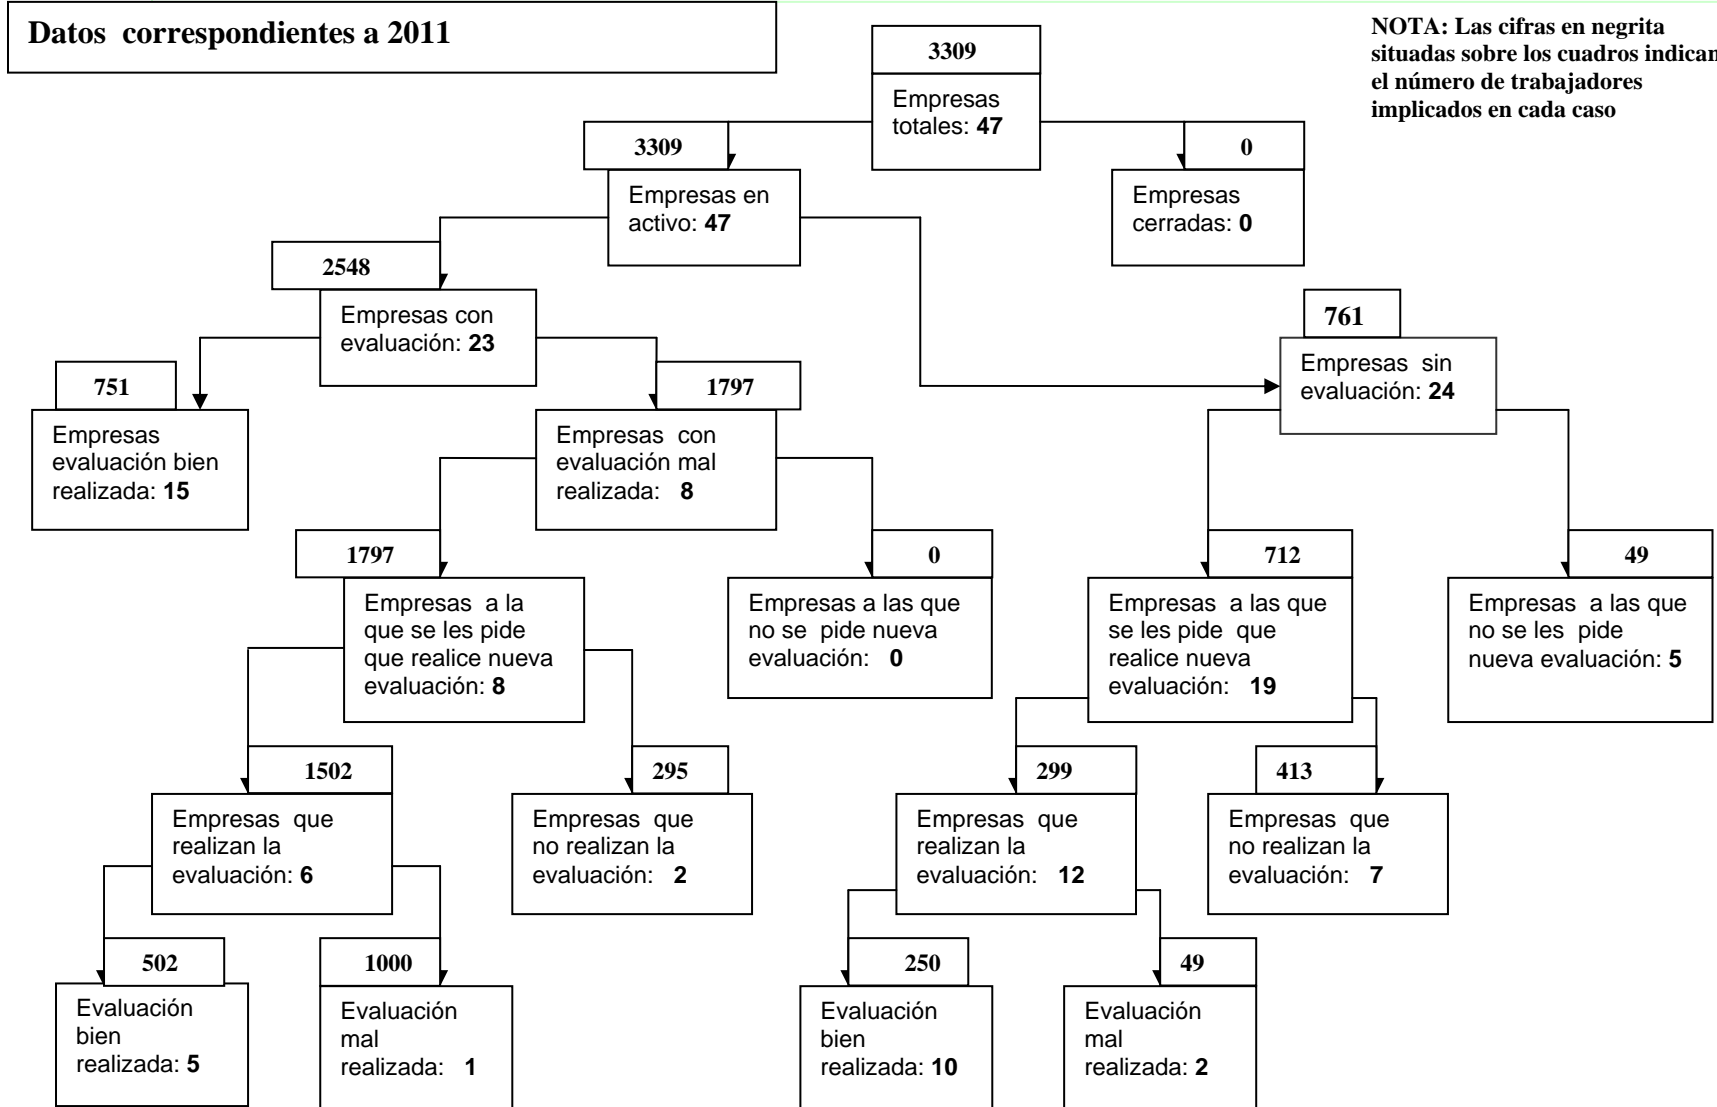 Datos correspondientes a 2011
NOTA: Las cifras en negrita
situadas sobre los cuadros indican
el número de trabajadores
implicados en cada caso
3309
Empresas
totales: 47
3309
Empresas en
activo: 47
0
Empresas
cerradas: 0
2548
Empresas con
evaluación: 23
761
Empresas sin
evaluación: 24
751
Empresas
evaluación bien
realizada: 15
1797
Empresas con
evaluación mal
realizada: 8
1797
Empresas a la
que se les pide
que realice nueva
evaluación: 8
0
Empresas a las que
no se pide nueva
evaluación: 0
712
Empresas a las que
se les pide que
realice nueva
evaluación: 19
49
Empresas a las que
no se les pide
nueva evaluación: 5
1502
Empresas que
realizan la
evaluación: 6
295
Empresas que
no realizan la
evaluación: 2
299
Empresas que
realizan la
evaluación: 12
413
Empresas que
no realizan la
evaluación: 7
502
Evaluación
bien
realizada: 5
1000
Evaluación
mal
realizada: 1
250
Evaluación
bien
realizada: 10
49
Evaluación
mal
realizada: 2